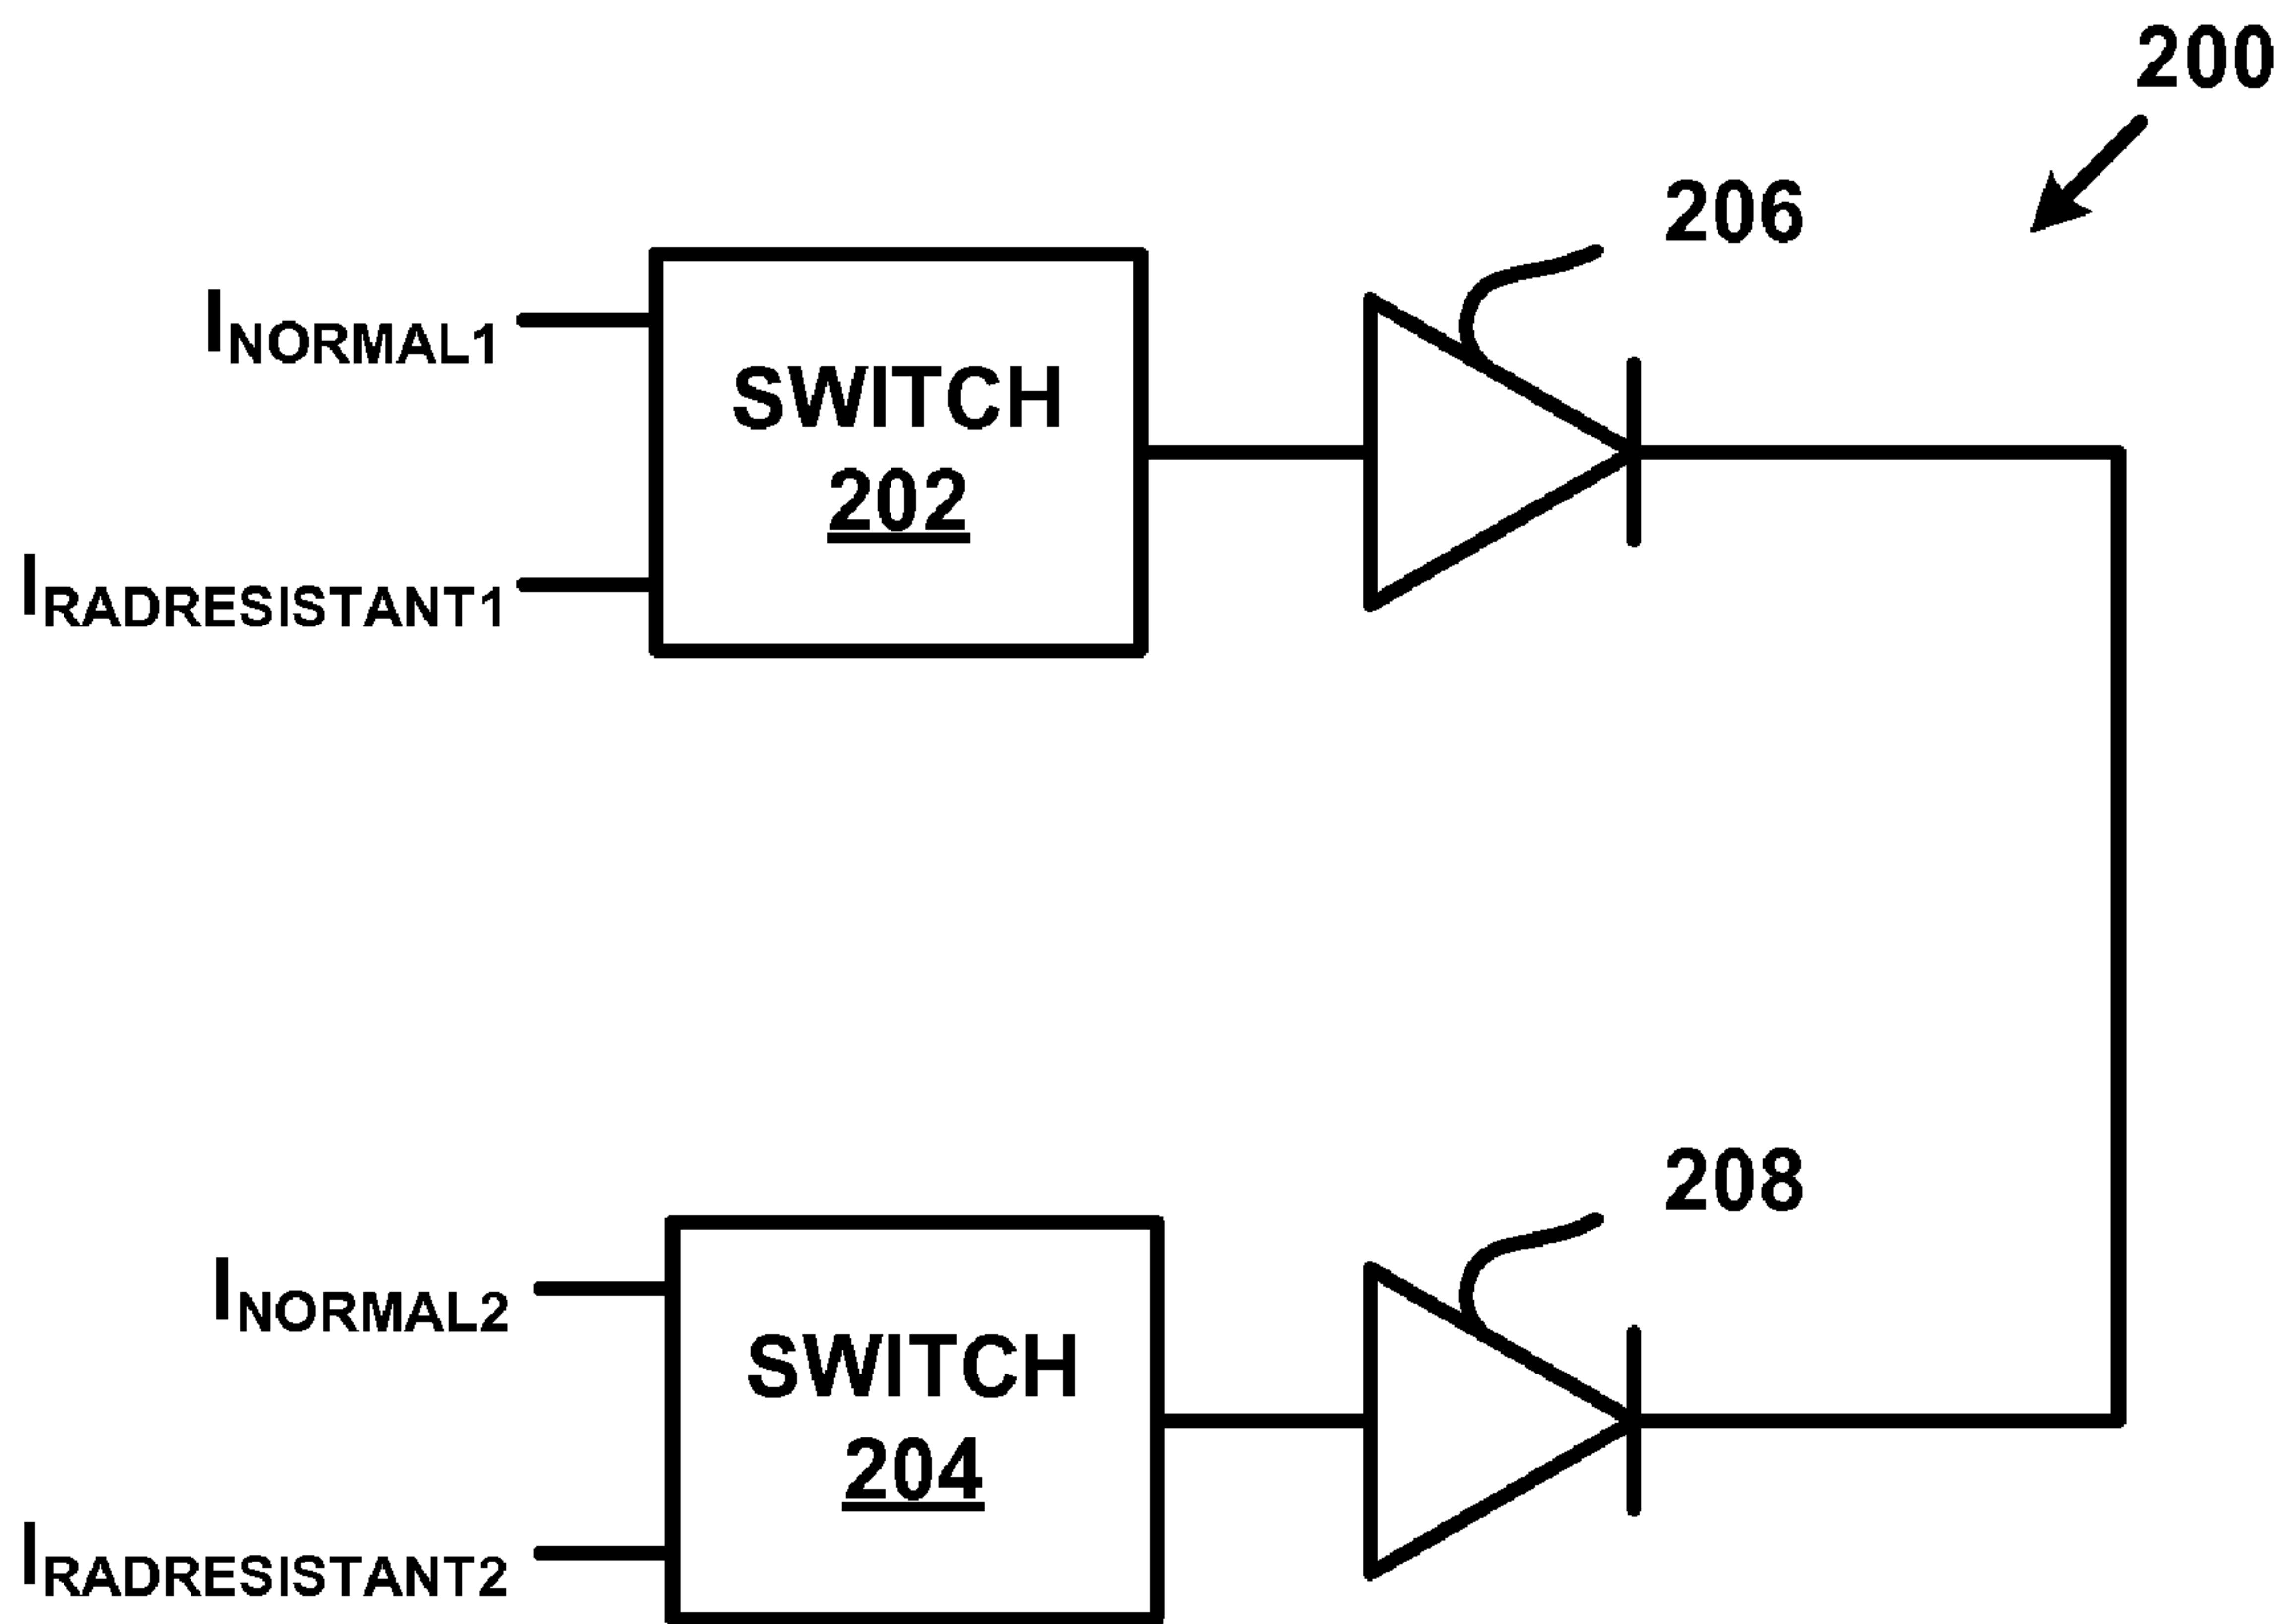 200
206
INORMAL1
SWITCH
202
IRADRESISTANT1
208
INORMAL2
SWITCH
204
IRADRESISTANT2